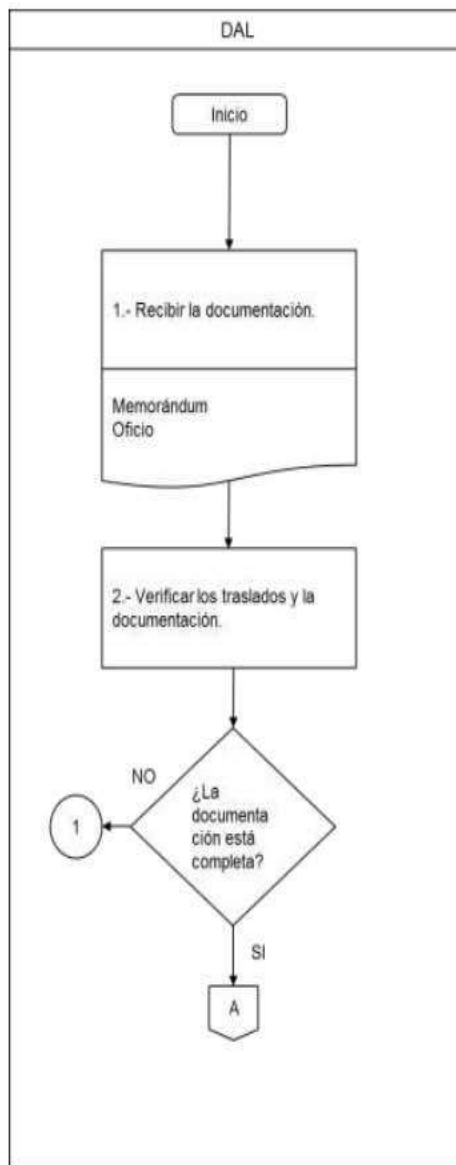 DAL
Inicio
1.- Recibir la documentación.
Memorándum
Oficio
2.- Verificar los traslados y la
documentación.
NO
¿La
documenta
ción está
completa?
1
SI
A